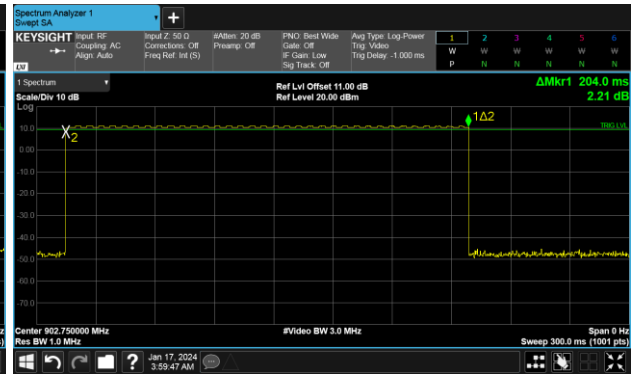 Spectrum Analyzer 1
Swept SA
+
KEYSIGHT Input: RF Input Z: 50 Ω #Atten: 20 dB PNO: Best Wide Avg Type: Log-Power 1 2 3 4 5 6
Coupling: AC Corrections: Off Preamp: Off Gate: Off Trig: Video W W W W W W
Align: Auto Freq Ref: Int (S) IF Gain: Low Trig Delay: -1.000 ms
Sig Track: Off P N N N N N
LXI
1 Spectrum
Ref Lvl Offset 11.00 dB ΔMkr1 204.0 ms
Scale/Div 10 dB Ref Level 20.00 dBm 2.21 dB
Log
1Δ2
10.0 TRIG LVL
2
0.00
-10.0
-20.0
-30.0
-40.0
-50.0
-60.0
-70.0
Center 902.750000 MHz #Video BW 3.0 MHz Span 0 Hz
Res BW 1.0 MHz Sweep 300.0 ms (1001 pts)
? Jan 17, 2024
3:59:47 AM